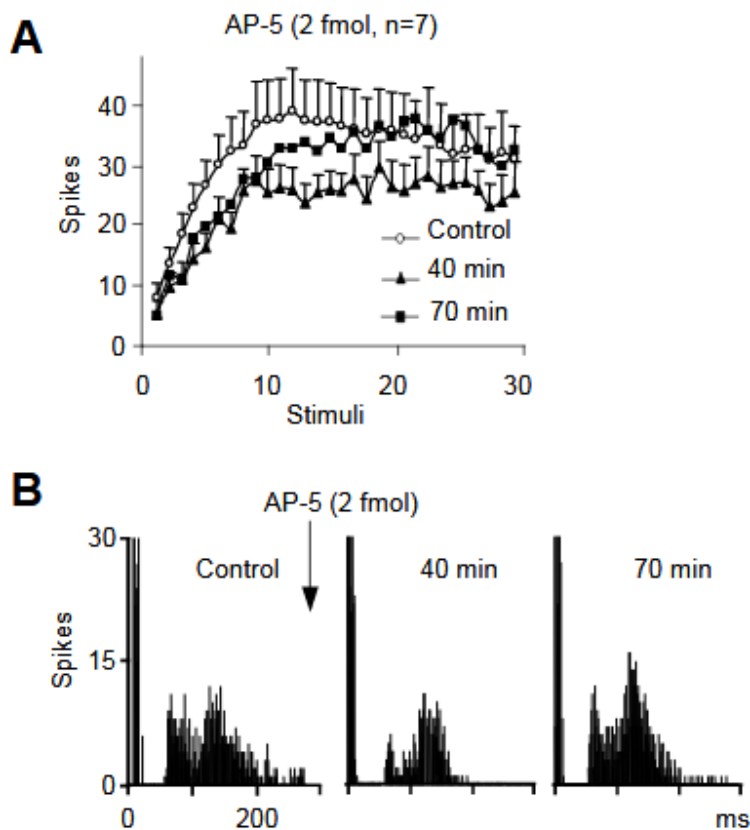 A
AP-5 (2 fmol, n=7)
Spikes
40
30
20
10
0
Control
40 min
70 min
0 10 20 30
Stimuli
B
AP-5 (2 fmol)
Spikes
30
15
0
Control
40 min
70 min
0 200 ms